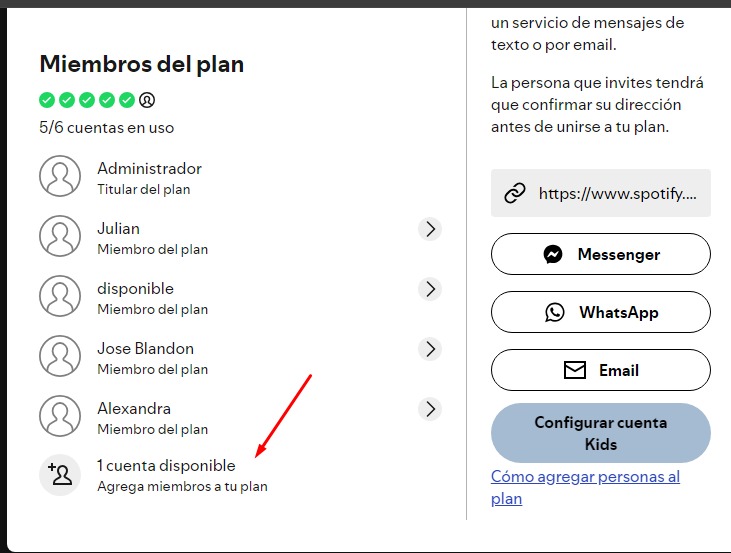 Miembros del plan
5/6 cuentas en uso
Administrador
Titular del plan
Julian
Miembro del plan
disponible
Miembro del plan
Jose Blandon
Miembro del plan
Alexandra
Miembro del plan
1 cuenta disponible
Agrega miembros a tu plan
un servicio de mensajes de
texto o por email.
La persona que invites tendrá
que confirmar su dirección
antes de unirse a tu plan.
https://www.spotify....
Messenger
WhatsApp
Email
Configurar cuenta
Kids
Cómo agregar personas al
plan